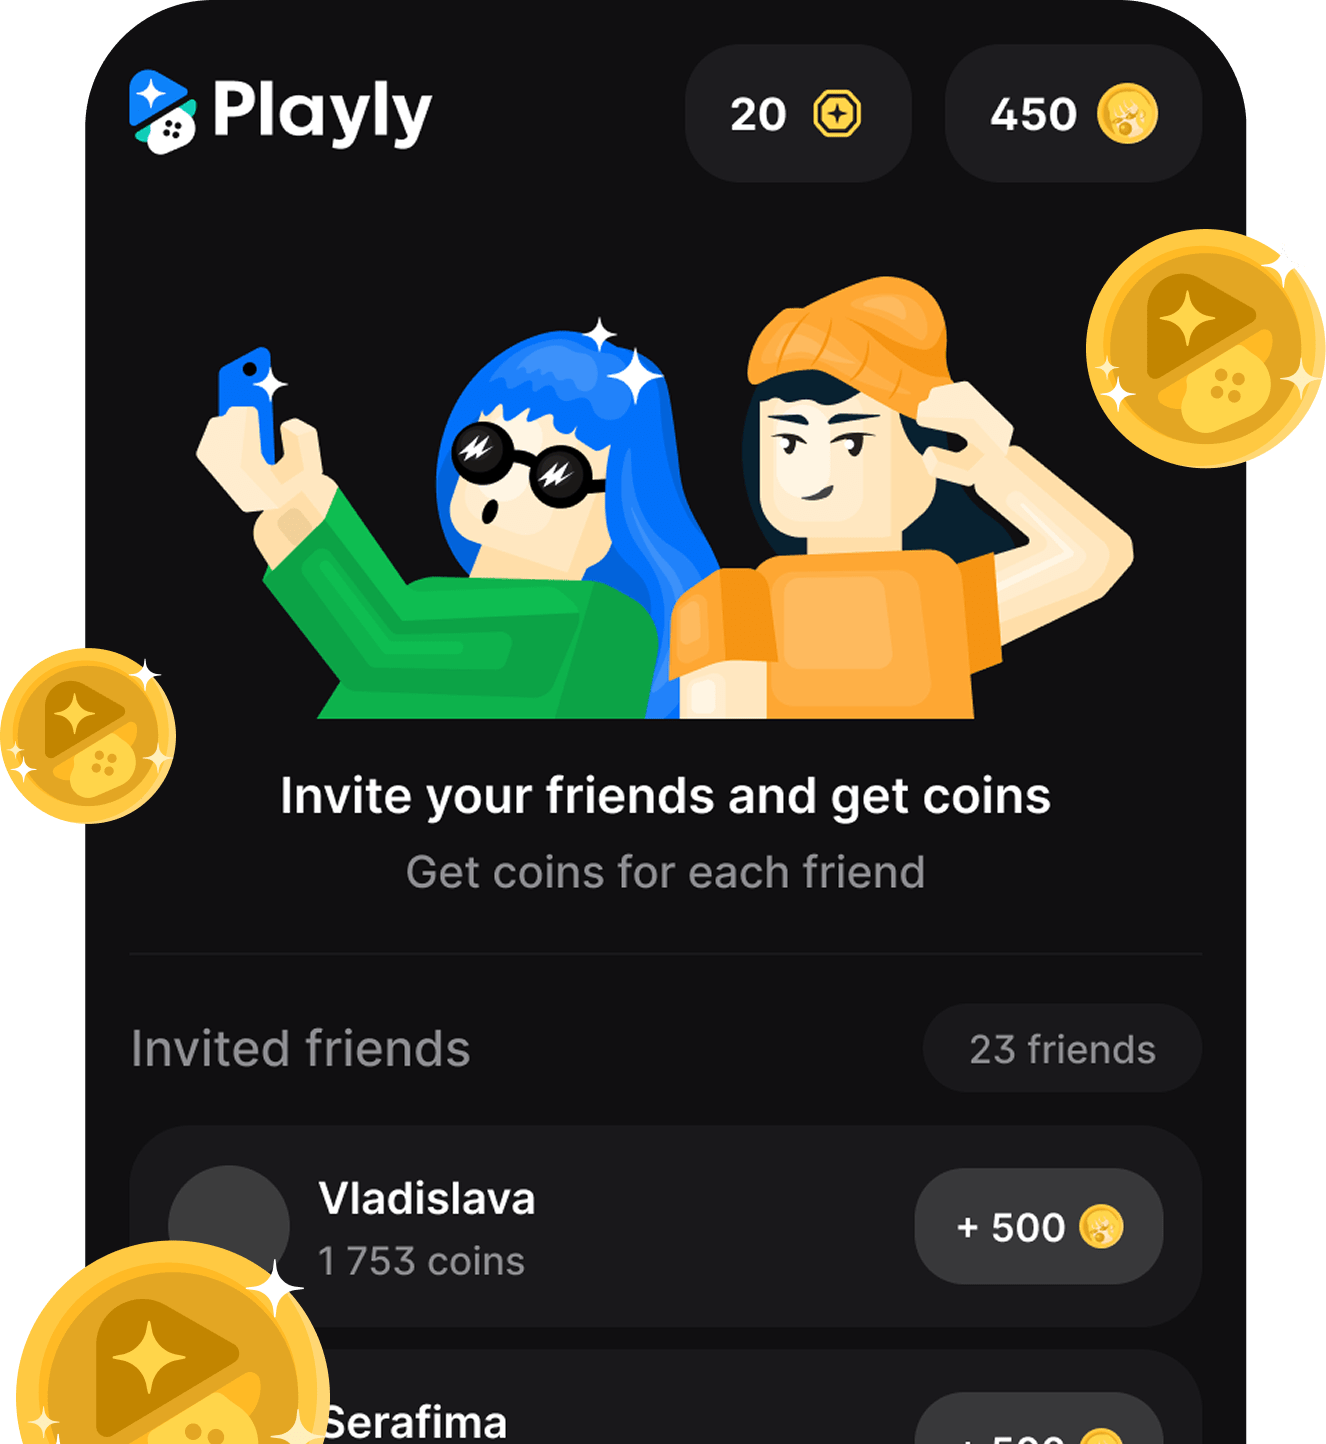 Playly
20
450
Invite your friends and get coins
Get coins for each friend
Invited friends
23 friends
Vladislava
+ 500
1 753 coins
Serafima
+ 500